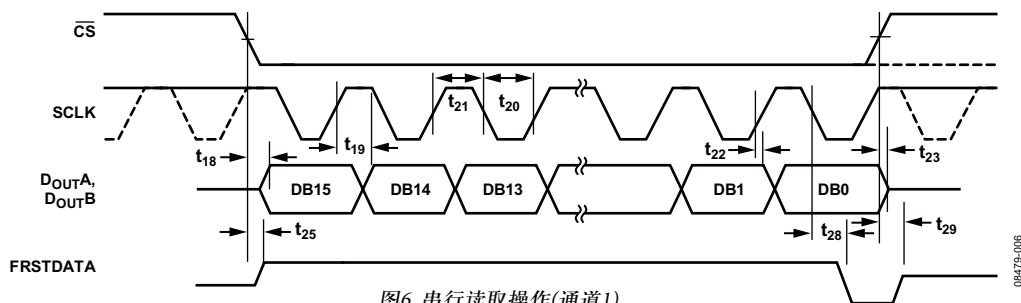 CS
SCLK
t21
t20
t19
t18
t22
t23
DOUTA,
DOUTB
DB15
DB14
DB13
DB1
DB0
t25
t28
t29
FRSTDATA
图6. 串行读取操作(通道1)
08479-006